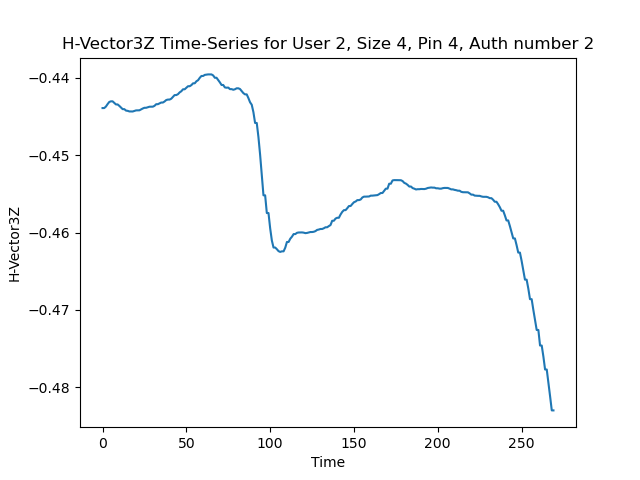 H-Vector3Z Time-Series for User 2, Size 4, Pin 4, Auth number 2
−0.44
−0.45
−0.46
−0.47
−0.48
H-Vector3Z
0 50 100 150 200 250
Time